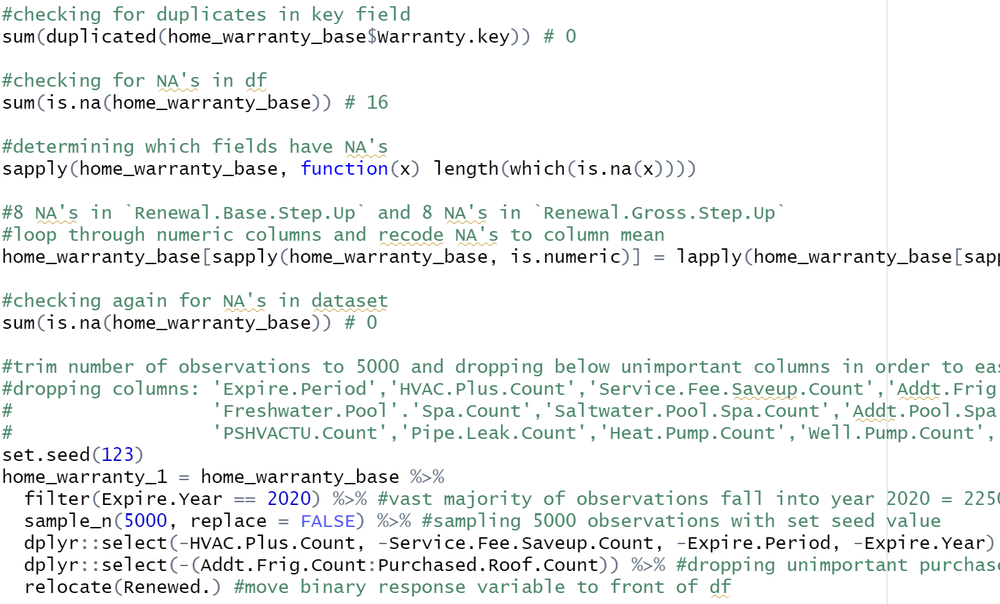 #checking for duplicates in key field
sum(duplicated(home_warranty_base$Warranty.key)) # 0
#checking for NA's in df
sum(is.na(home_warranty_base)) # 16
#determining which fields have NA's
sapply(home_warranty_base, function(x) length(which(is.na(x))))
#8 NA's in `Renewal.Base.Step.Up` and 8 NA's in `Renewal.Gross.Step.Up`
#loop through numeric columns and recode NA's to column mean
home_warranty_base[sapply(home_warranty_base, is.numeric)] = lapply(home_warranty_base[sap
#checking again for NA's in dataset
sum(is.na(home_warranty_base)) # 0
#trim number of observations to 5000 and dropping below unimportant columns in order to eas
#dropping columns: 'Expire.Period','HVAC.Plus.Count','Service.Fee.Saveup.Count','Addt.Frig
# 'Freshwater.Pool'.'Spa.Count','Saltwater.Pool.Spa.Count','Addt.Pool.Spa
# 'PSHVACTU.Count','Pipe.Leak.Count','Heat.Pump.Count','Well.Pump.Count',
set.seed(123)
home_warranty_1 = home_warranty_base %>%
filter(Expire.Year == 2020) %>% #vast majority of observations fall into year 2020 = 225
sample_n(5000, replace = FALSE) %>% #sampling 5000 observations with set seed value
dplyr::select(-HVAC.Plus.Count, -Service.Fee.Saveup.Count, -Expire.Period, -Expire.Year)
dplyr::select(-(Addt.Frig.Count:Purchased.Roof.Count)) %>% #dropping unimportant purchas
relocate(Renewed.) #move binary response variable to front of df